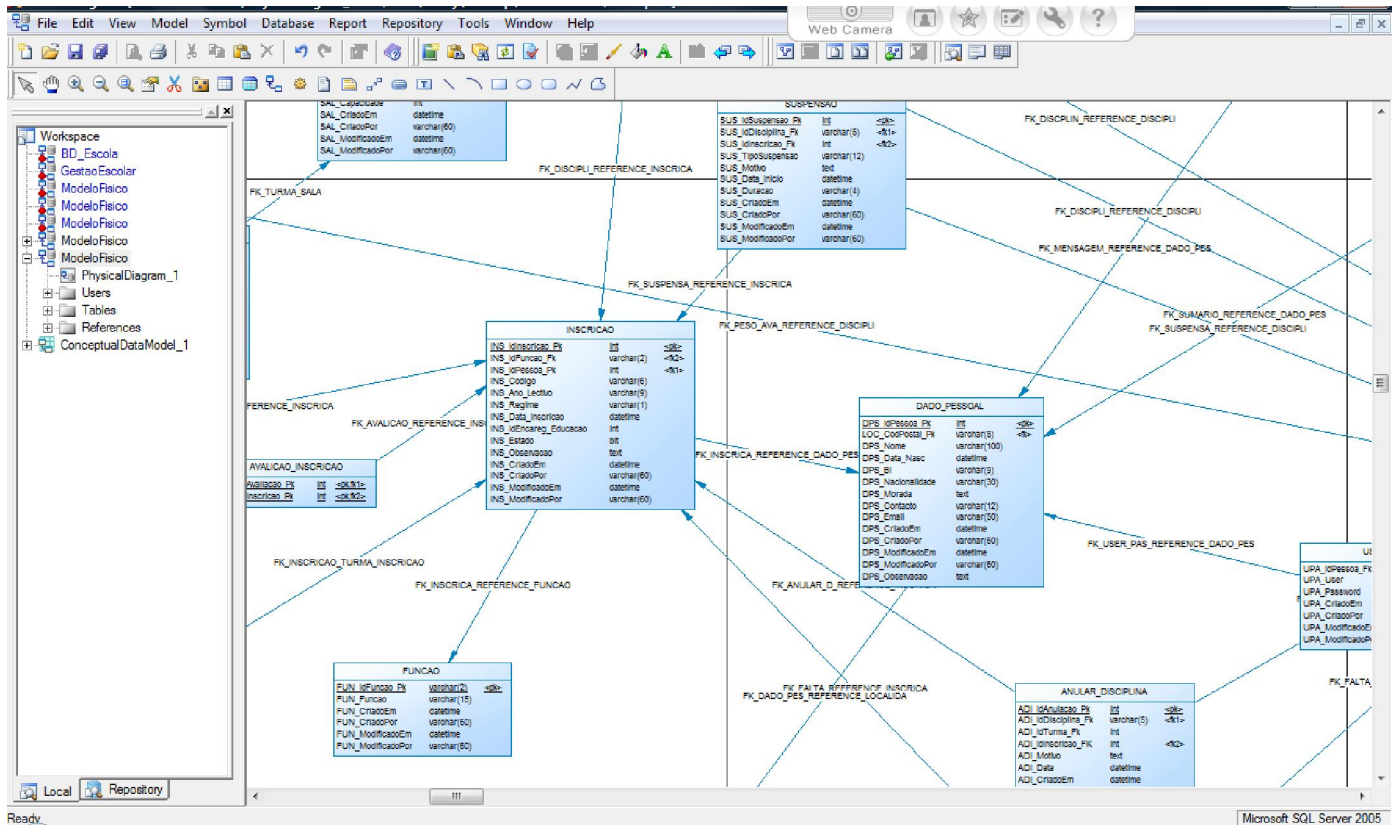 File Edit View Model Symbol Database Report Repository Tools Window Help
Web Camera
Workspace
BD_Escola
GestaoEscolar
ModeloFisico
ModeloFisico
ModeloFisico
ModeloFisico
ModeloFisico
PhysicalDiagram_1
Users
Tables
References
ConceptualDataModel_1
Local Repository
Ready
Microsoft SQL Server 2005
SAL_Capacidade int
SAL_CriadoEm datetime
SAL_CriadoPor varchar(60)
SAL_ModificadoEm datetime
SAL_ModificadoPor varchar(60)
FK_TURMA_SALA
FK_DISCIPLI_REFERENCE_INSCRICA
SUSPENSAO
SUS_IdSuspensao_Pk int <pk>
SUS_IdDisciplina_Fk varchar(5) <fk1>
SUS_IdInscricao_Fk int <fk2>
SUS_TipoSuspensao varchar(12)
SUS_Motivo text
SUS_Data_Inicio datetime
SUS_Duracao varchar(4)
SUS_CriadoEm datetime
SUS_CriadoPor varchar(60)
SUS_ModificadoEm datetime
SUS_ModificadoPor varchar(60)
FK_DISCPLIN_REFERENCE_DISCIPLI
FK_DISCIPLI_REFERENCE_DISCIPLI
FK_MENSAGEM_REFERENCE_DADO_PES
FK_SUSPENSA_REFERENCE_INSCRICA
FK_PESO_AVA_REFERENCE_DISCIPLI
FK_SUMARIO_REFERENCE_DADO_PES
FK_SUSPENSA_REFERENCE_DISCIPLI
INSCRICAO
INS_IdInscricao_Pk int <pk>
INS_IdFuncao_Fk varchar(2) <fk2>
INS_IdPessoa_Pk int <fk1>
INS_Codigo varchar(6)
INS_Ano_Lectivo varchar(9)
INS_Regime varchar(1)
INS_Data_Inscricao datetime
INS_IdEncareg_Educacao int
INS_Estado bit
INS_Observacao text
INS_CriadoEm datetime
INS_CriadoPor varchar(60)
INS_ModificadoEm datetime
INS_ModificadoPor varchar(60)
FERENCE_INSCRICA
FK_AVALICAO_REFERENCE_INS
AVALICAO_INSCRICAO
Avaliacao_Pk int <pk,fk1>
Inscricao_Pk int <pk,fk2>
FK_INSCRICA_REFERENCE_DADO_PES
DADO_PESSOAL
DPS_IdPessoa_Pk int <pk>
LOC_CodPostal_Pk varchar(8) <fk>
DPS_Nome varchar(100)
DPS_Data_Nasc datetime
DPS_BI varchar(9)
DPS_Nacionalidade varchar(30)
DPS_Morada text
DPS_Contacto varchar(12)
DPS_Email varchar(50)
DPS_CriadoEm datetime
DPS_CriadoPor varchar(60)
DPS_ModificadoEm datetime
DPS_ModificadoPor varchar(60)
DPS_Observacao text
FK_USER_PAS_REFERENCE_DADO_PES
US
UPA_IdPessoa_Fk
UPA_User
UPA_Password
UPA_CriadoEm
UPA_CriadoPor
UPA_ModificadoE
UPA_ModificadoP
FK_INSCRICAO_TURMA_INSCRICAO
FK_INSCRICA_REFERENCE_FUNCAO
FK_ANULAR_D_REFE
FUNCAO
FUN_IdFuncao_Pk varchar(2) <pk>
FUN_Funcao varchar(15)
FUN_CriadoEm datetime
FUN_CriadoPor varchar(60)
FUN_ModificadoEm datetime
FUN_ModificadoPor varchar(60)
FK_FALTA_REFERENCE_INSCRICA
FK_DADO_PES_REFERENCE_LOCALIDA
FK_FALTA
ANULAR_DISCIPLINA
ADI_IdAnulacao_Pk int <pk>
ADI_IdDisciplina_Fk varchar(5) <fk1>
ADI_IdTurma_Fk int
ADI_IdInscricao_FK int <fk2>
ADI_Motivo text
ADI_Data datetime
ADI_CriadoEm datetime